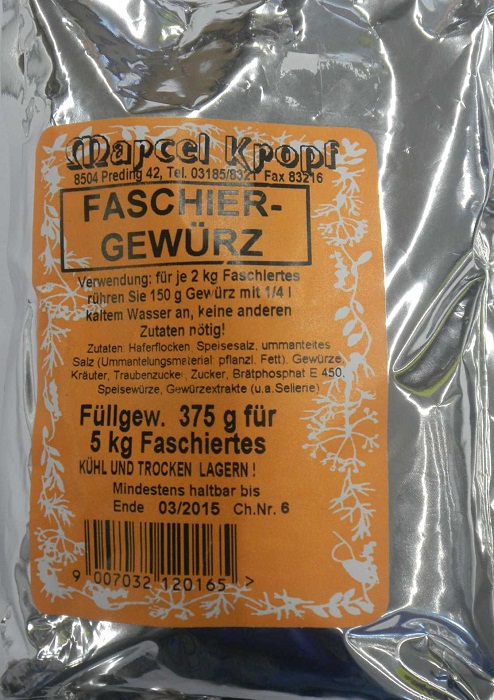 Marcel Kropf
8504 Preding 42, Tel. 03185/8321 Fax 83216
FASCHIER-
GEWÜRZ
Verwendung: für je 2 kg Faschiertes
rühren Sie 150 g Gewürz mit 1/4 l
kaltem Wasser an, keine anderen
Zutaten nötig!
Zutaten: Haferflocken, Speisesalz, ummanteltes
Salz (Ummantelungsmaterial: pflanzl. Fett), Gewürze,
Kräuter, Traubenzucker, Zucker, Brätphosphat E 450,
Speisewürze, Gewürzextrakte (u.a.Sellerie)
Füllgew. 375 g für
5 kg Faschiertes
KÜHL UND TROCKEN LAGERN !
Mindestens haltbar bis
Ende 03/2015 Ch.Nr. 6
9 007032 120165 >